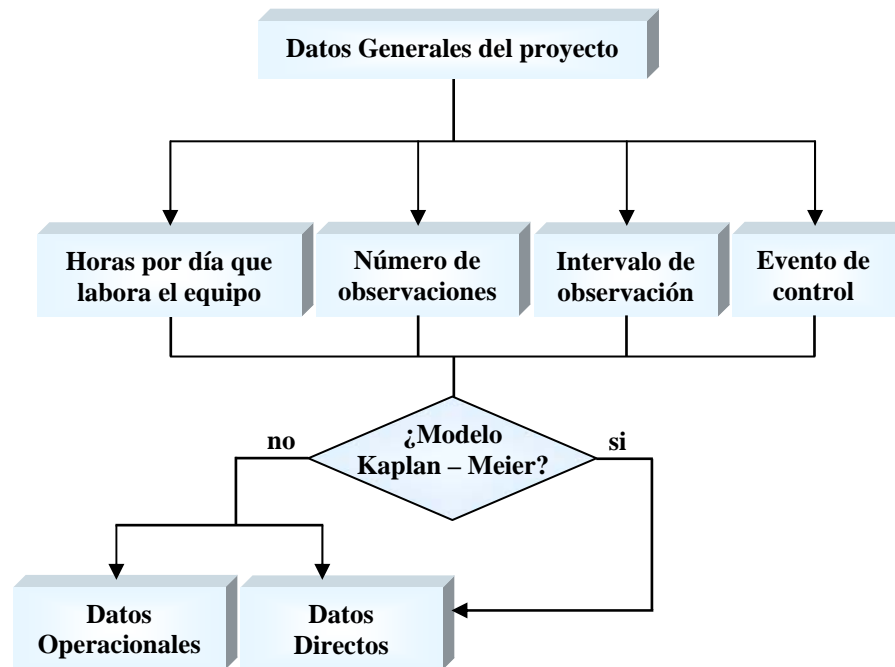 Datos Generales del proyecto
Horas por día que
labora el equipo
Número de
observaciones
Intervalo de
observación
Evento de
control
¿Modelo
Kaplan – Meier?
no
si
Datos
Operacionales
Datos
Directos